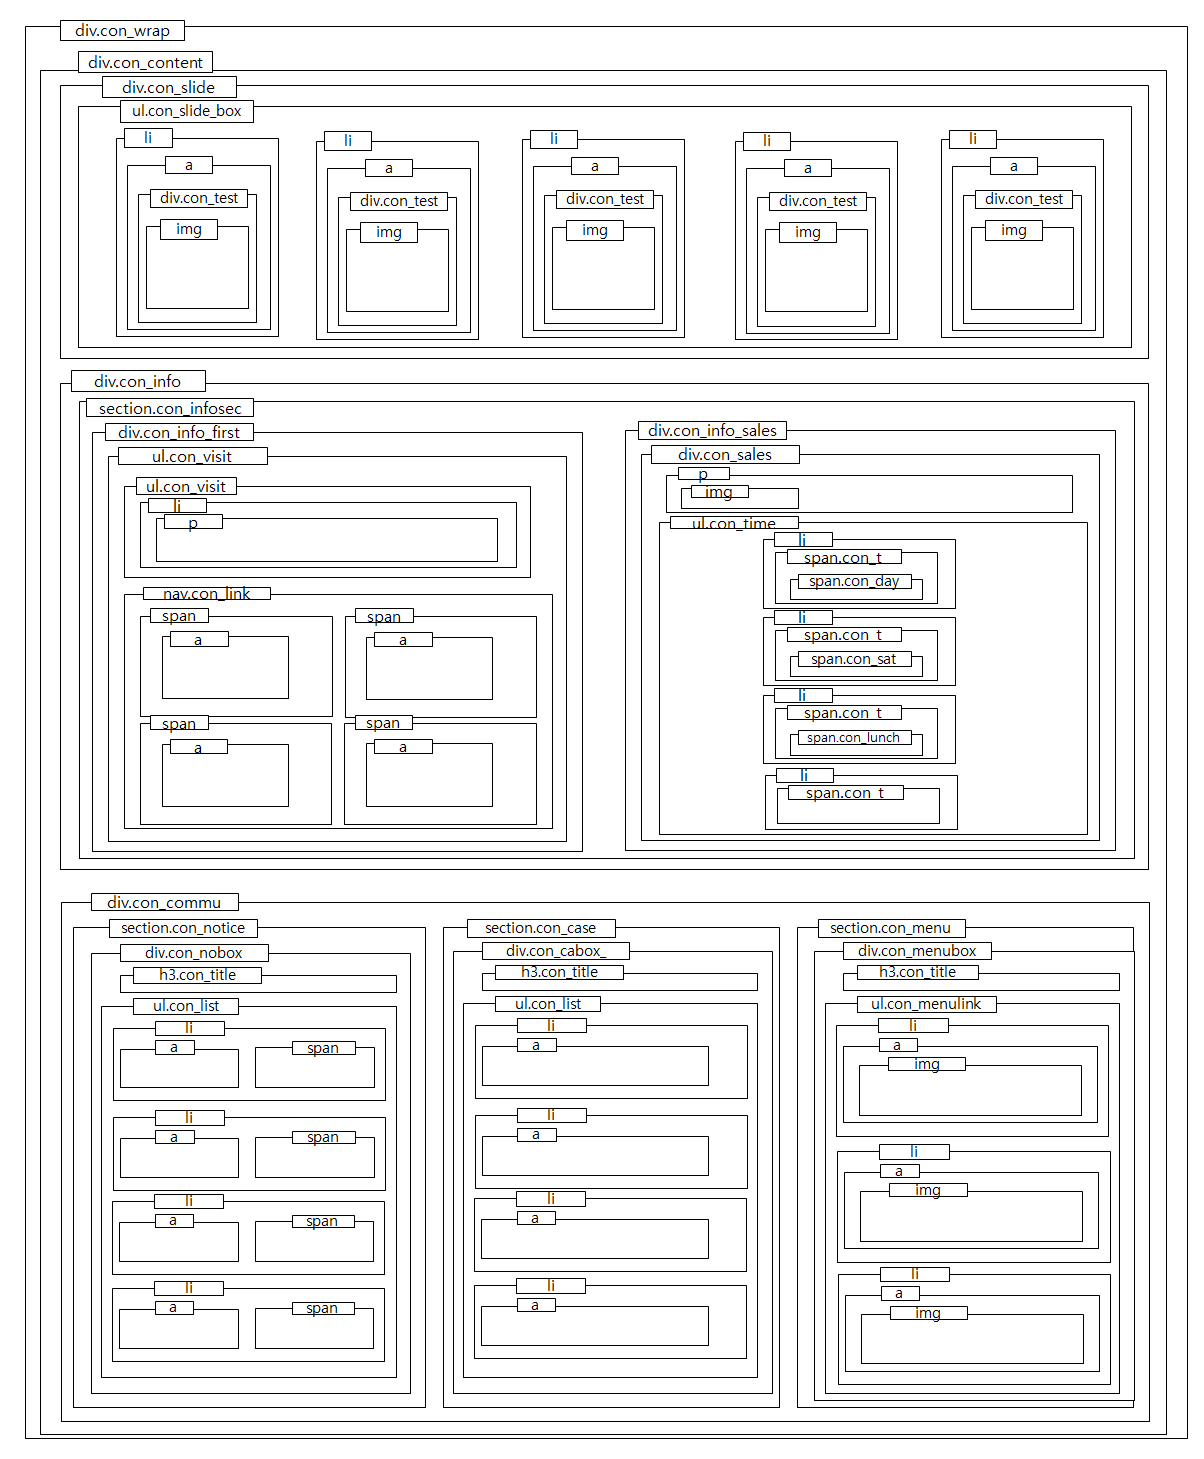 div.con_wrap
div.con_content
div.con_slide
ul.con_slide_box
li
a
div.con_test
img
li
a
div.con_test
img
li
a
div.con_test
img
li
a
div.con_test
img
li
a
div.con_test
img
div.con_info
section.con_infosec
div.con_info_first
ul.con_visit
ul.con_visit
li
p
nav.con_link
span
a
span
a
span
a
span
a
div.con_info_sales
div.con_sales
p
img
ul.con_time
li
span.con_t
span.con_day
li
span.con_t
span.con_sat
li
span.con_t
span.con_lunch
li
span.con_t
div.con_commu
section.con_notice
div.con_nobox
h3.con_title
ul.con_list
li
a
span
li
a
span
li
a
span
li
a
span
section.con_case
div.con_cabox_
h3.con_title
ul.con_list
li
a
li
a
li
a
li
a
section.con_menu
div.con_menubox
h3.con_title
ul.con_menulink
li
a
img
li
a
img
li
a
img